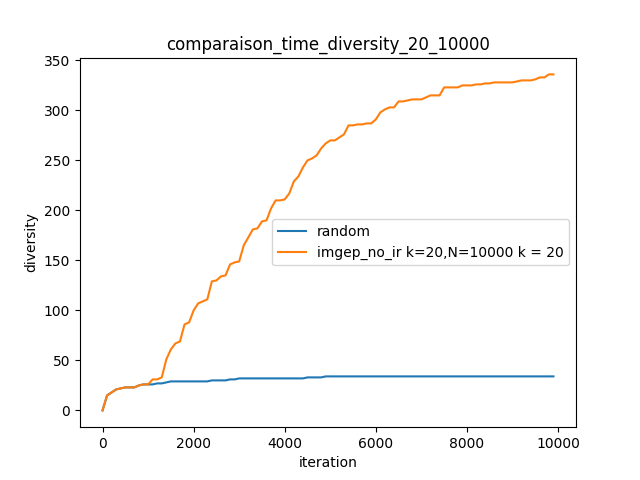 comparaison_time_diversity_20_10000
350
300
250
200
150
100
50
0
diversity
random
imgep_no_ir k=20,N=10000 k = 20
0 2000 4000 6000 8000 10000
iteration